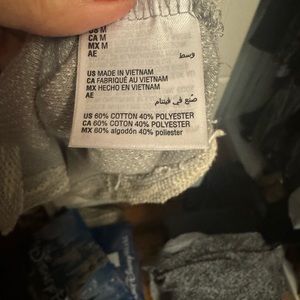 US M
CA M
MX M
AE وسط
US MADE IN VIETNAM
CA FABRIQUÉ AU VIETNAM
MX HECHO EN VIETNAM
AE صنع في فيتنام
US 60% COTTON 40% POLYESTER
CA 60% COTTON 40% POLYESTER
MX 60% algodón 40% poliester